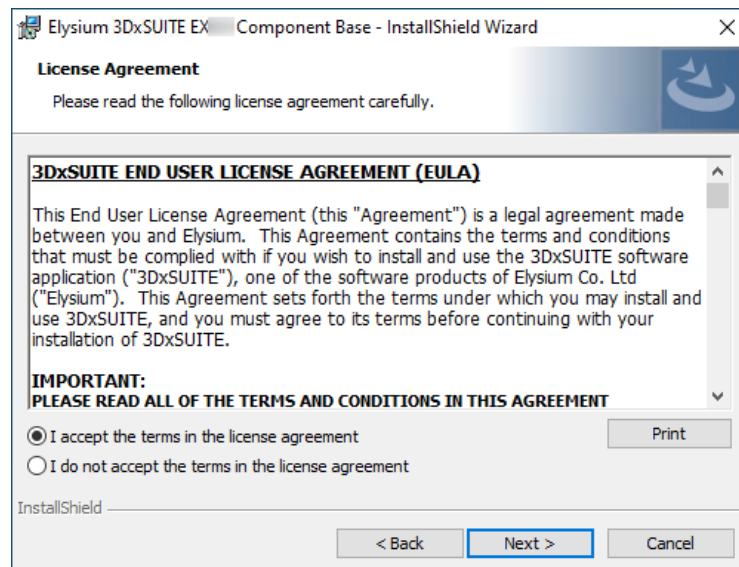 Elysium 3DxSUITE EX Component Base - InstallShield Wizard
License Agreement
Please read the following license agreement carefully.
3DxSUITE END USER LICENSE AGREEMENT (EULA)
This End User License Agreement (this "Agreement") is a legal agreement made
between you and Elysium. This Agreement contains the terms and conditions
that must be complied with if you wish to install and use the 3DxSUITE software
application ("3DxSUITE"), one of the software products of Elysium Co. Ltd
("Elysium"). This Agreement sets forth the terms under which you may install and
use 3DxSUITE, and you must agree to its terms before continuing with your
installation of 3DxSUITE.
IMPORTANT:
PLEASE READ ALL OF THE TERMS AND CONDITIONS IN THIS AGREEMENT
I accept the terms in the license agreement
Print
I do not accept the terms in the license agreement
InstallShield
< Back
Next >
Cancel